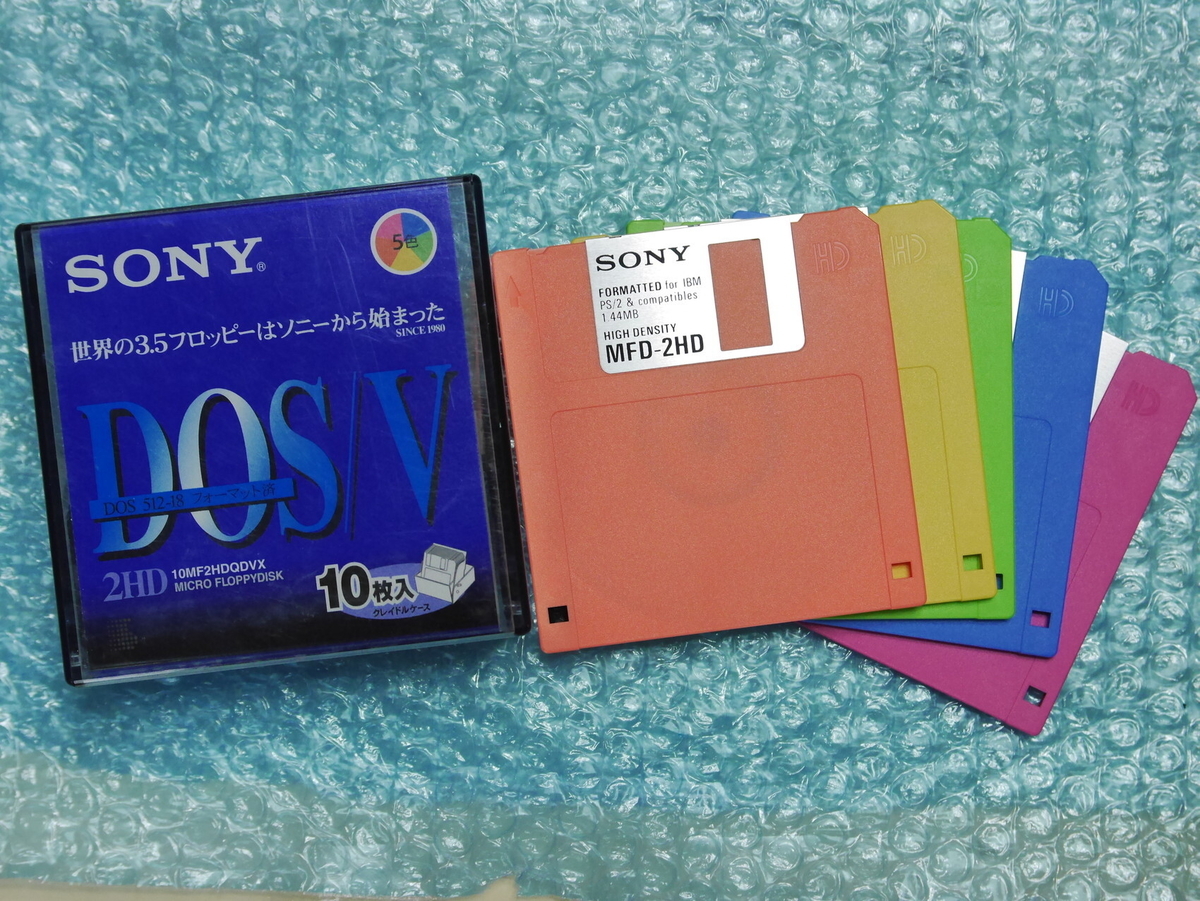 SONY®
5色
世界の3.5フロッピーはソニーから始まった
SINCE 1980
DOS/V
DOS 512-18 フォーマット済
2HD
10MF2HDQDVX
MICRO FLOPPYDISK
10枚入
クレイドルケース
SONY
FORMATTED for IBM
PS/2 & compatibles
1.44MB
HIGH DENSITY
MFD-2HD
HD
HD
HD
HD
HD